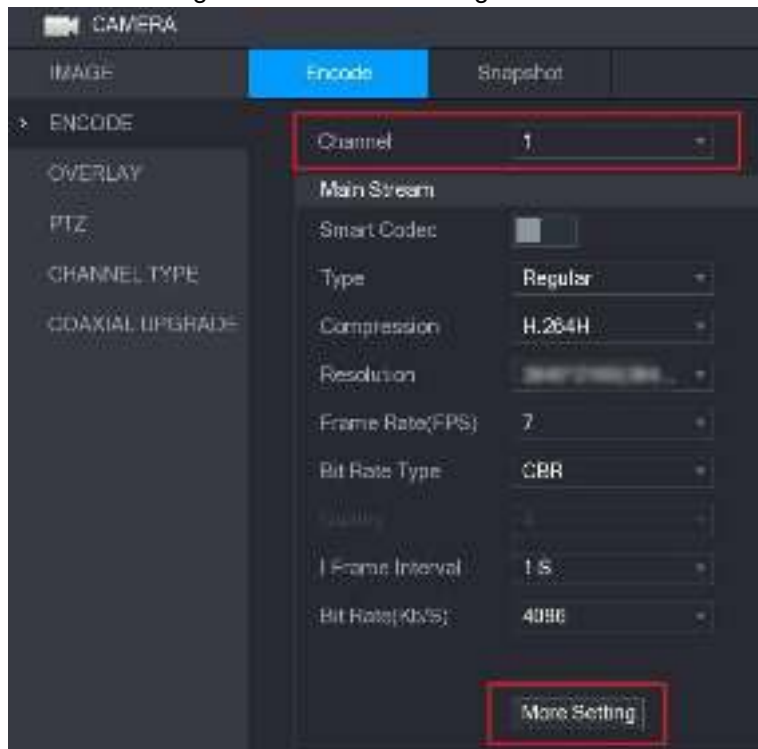 CAMERA
IMAGE
Encode
Snapshot
ENCODE
Channel
1
OVERLAY
Main Stream
PTZ
Smart Codec
CHANNEL TYPE
Type
Regular
COAXIAL UPGRADE
Compression
H.264H
Resolution
Frame Rate(FPS)
7
Bit Rate Type
CBR
I Frame Interval
1 S
Bit Rate(Kb/S)
4096
More Setting